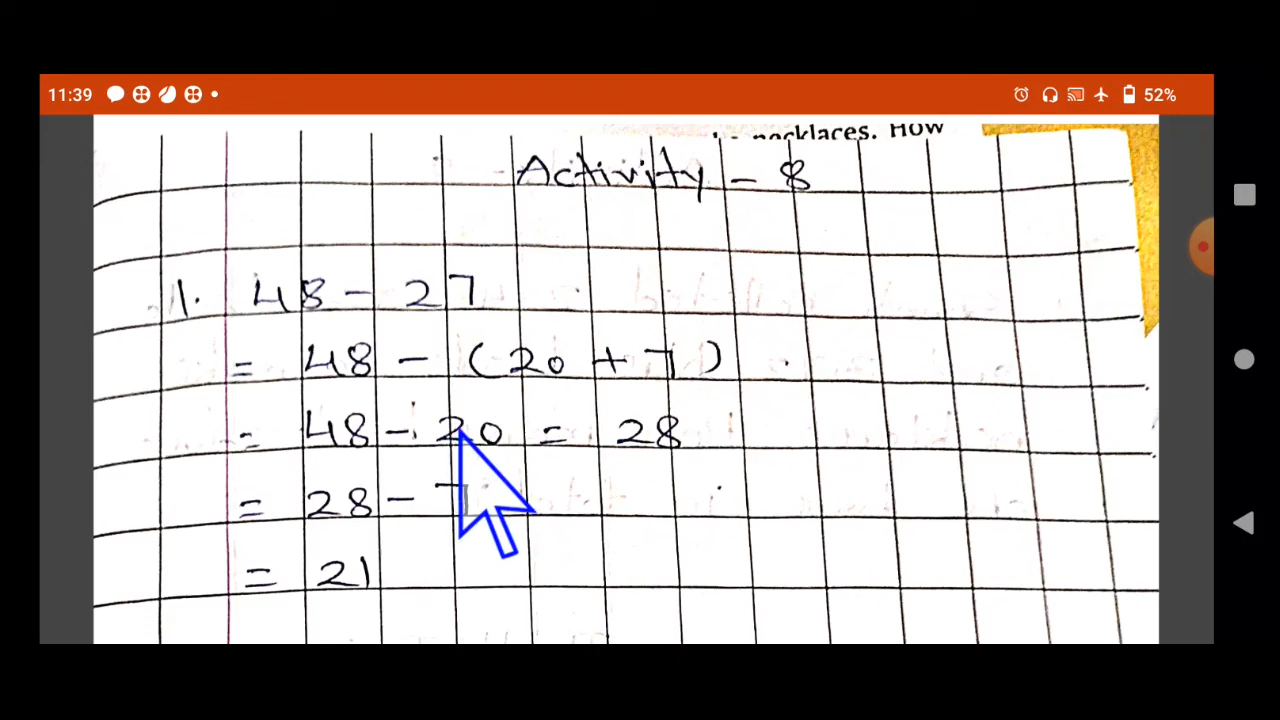 11:39
52%
necklaces. How
Activity - 8
1. 48 - 27
= 48 - (20 + 7)
= 48 - 20 = 28
= 28 - 7
= 21